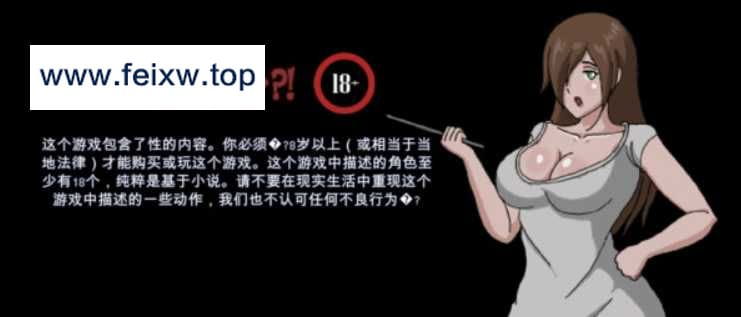 www.feixw.top
?!
18+
这个游戏包含了性的内容。你必须�?8岁以上（或相当于当
地法律）才能购买或玩这个游戏。这个游戏中描述的角色至
少有18个，纯粹是基于小说。请不要在现实生活中重现这个
游戏中描述的一些动作，我们也不认可任何不良行为�?